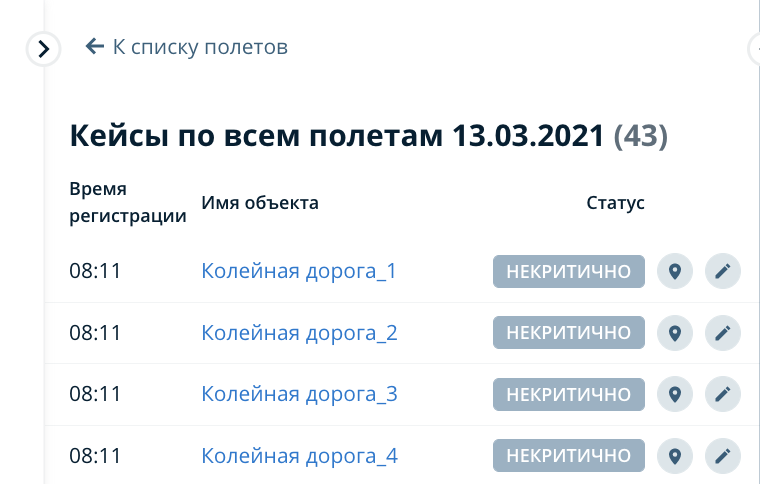 К списку полетов
Кейсы по всем полетам 13.03.2021 (43)
Время регистрации Имя объекта Статус
08:11 Колейная дорога_1 НЕКРИТИЧНО
08:11 Колейная дорога_2 НЕКРИТИЧНО
08:11 Колейная дорога_3 НЕКРИТИЧНО
08:11 Колейная дорога_4 НЕКРИТИЧНО